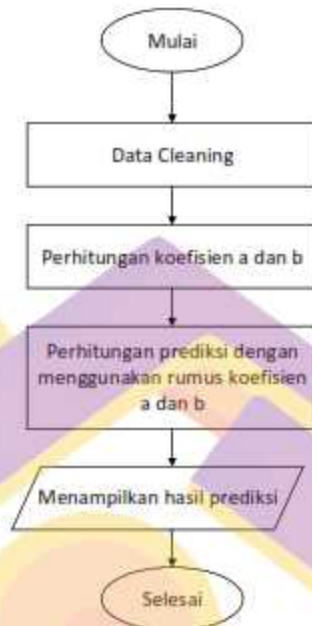 Mulai
Data Cleaning
Perhitungan koefisien a dan b
Perhitungan prediksi dengan
menggunakan rumus koefisien
a dan b
Menampilkan hasil prediksi
Selesai